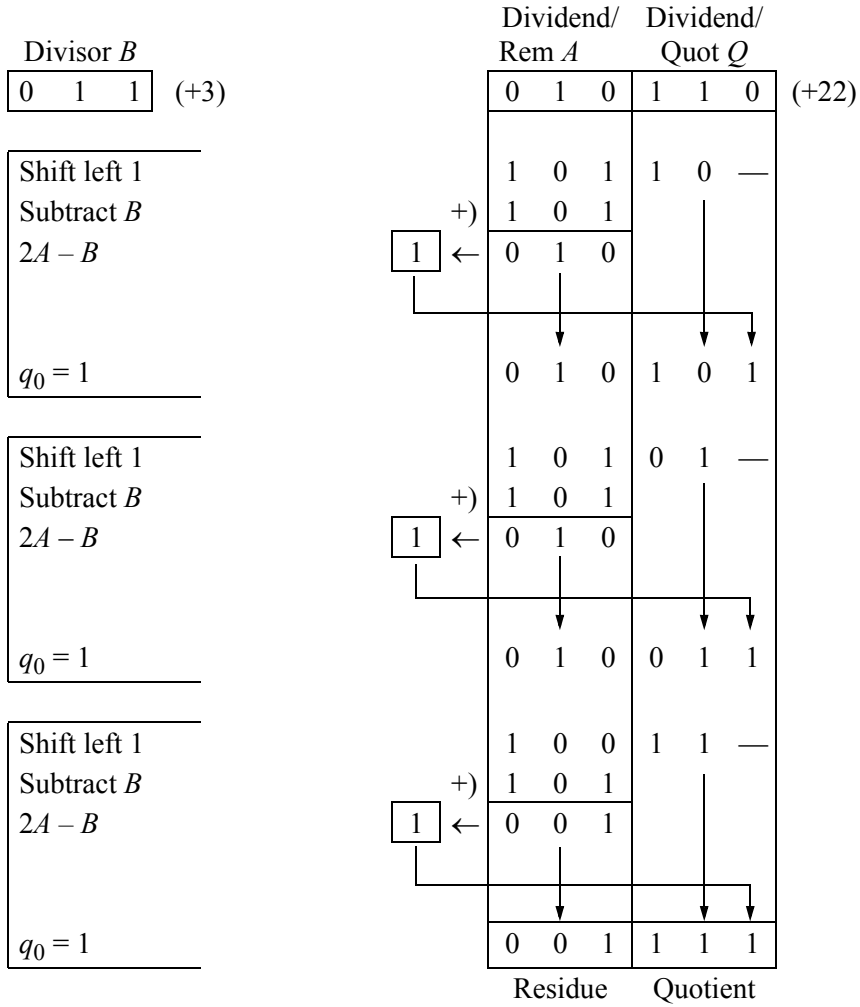 Dividend/ Dividend/
Divisor B Rem A Quot Q
0 1 1 (+3) 0 1 0 1 1 0 (+22)
Shift left 1 1 0 1 1 0 —
Subtract B +) 1 0 1
2A – B 1 ← 0 1 0
q0 = 1 0 1 0 1 0 1
Shift left 1 1 0 1 0 1 —
Subtract B +) 1 0 1
2A – B 1 ← 0 1 0
q0 = 1 0 1 0 0 1 1
Shift left 1 1 0 0 1 1 —
Subtract B +) 1 0 1
2A – B 1 ← 0 0 1
q0 = 1 0 0 1 1 1 1
Residue Quotient